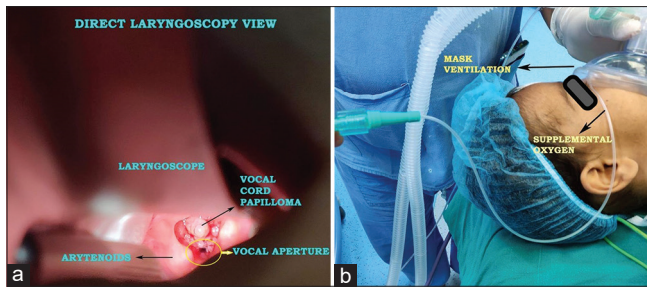 DIRECT LARYNGOSCOPY VIEW
LARYNGOSCOPE
VOCAL
CORD
PAPILLOMA
VOCAL APERTURE
ARYTENOIDS
a
MASK
VENTILATION
SUPPLEMENTAL
OXYGEN
b